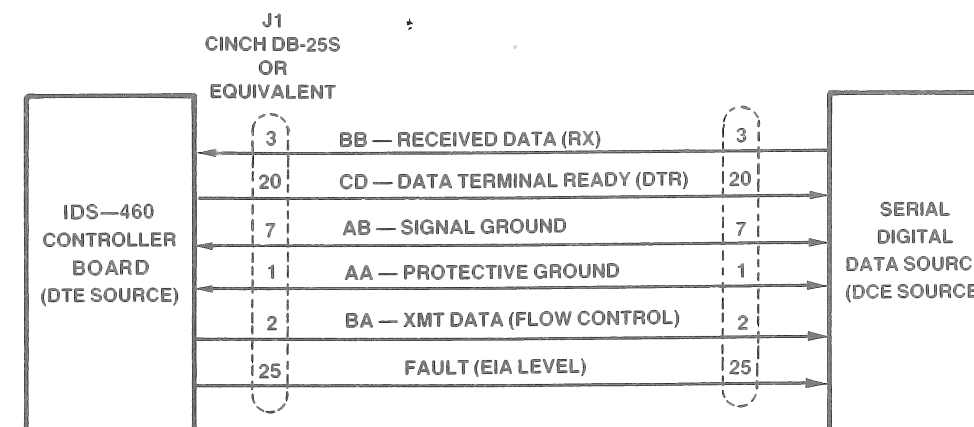 J1
CINCH DB-25S
OR
EQUIVALENT
3 BB — RECEIVED DATA (RX) 3
20 CD — DATA TERMINAL READY (DTR) 20
7 AB — SIGNAL GROUND 7
1 AA — PROTECTIVE GROUND 1
2 BA — XMT DATA (FLOW CONTROL) 2
25 FAULT (EIA LEVEL) 25
IDS—460
CONTROLLER
BOARD
(DTE SOURCE)
SERIAL
DIGITAL
DATA SOURC
(DCE SOURCE